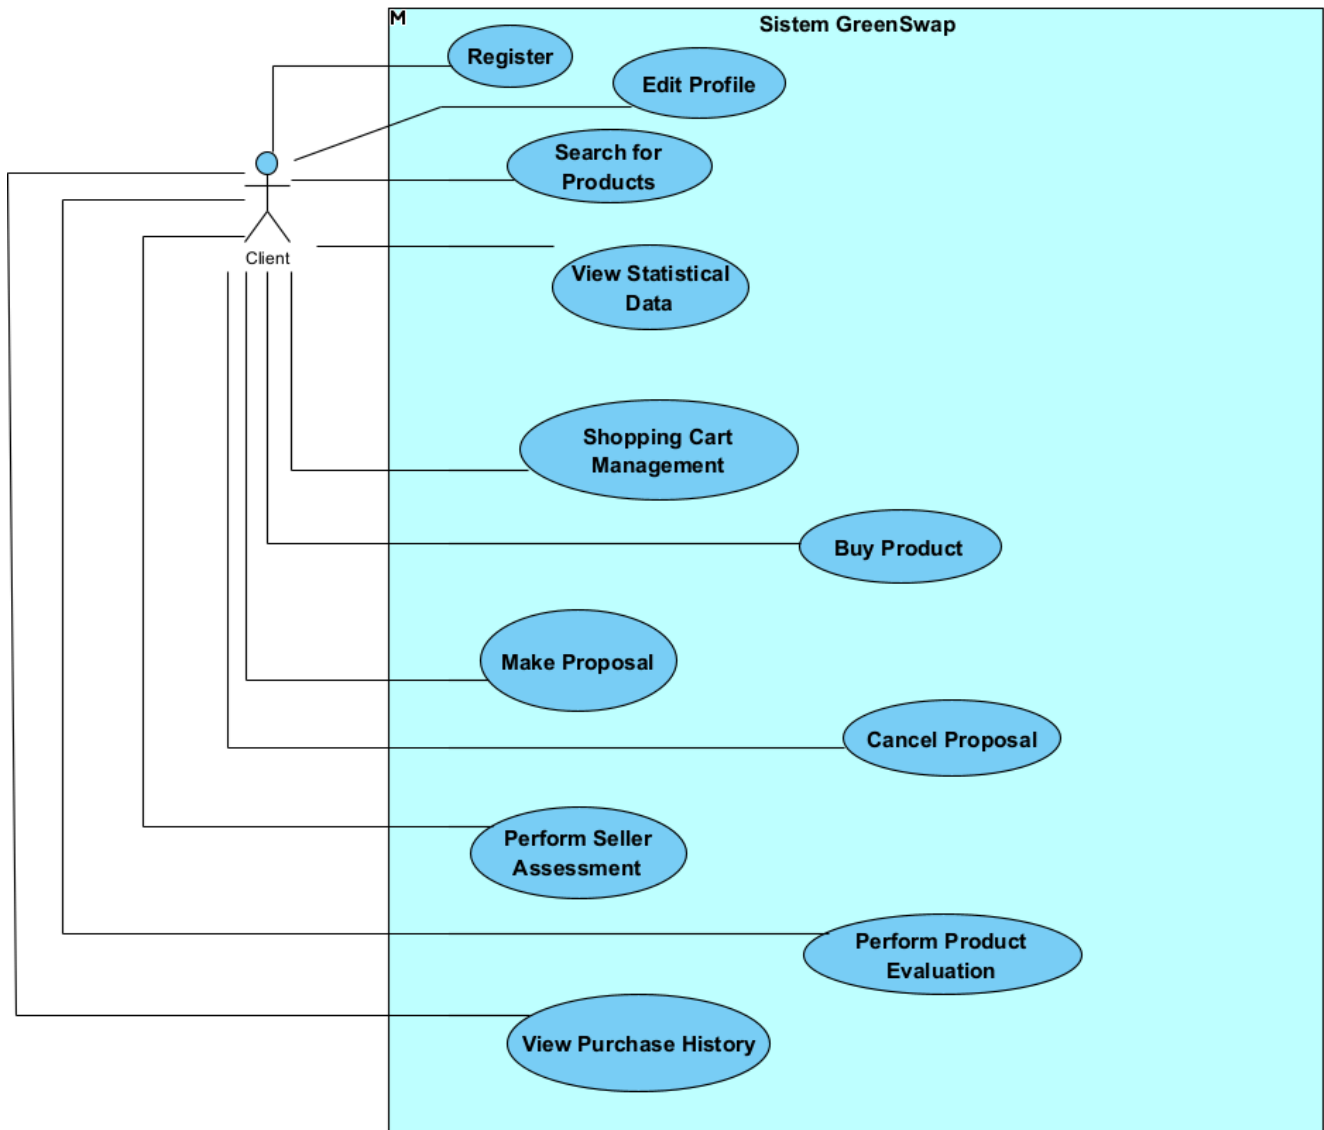 M
Sistem GreenSwap
Register
Edit Profile
Search for
Products
Client
View Statistical
Data
Shopping Cart
Management
Buy Product
Make Proposal
Cancel Proposal
Perform Seller
Assessment
Perform Product
Evaluation
View Purchase History